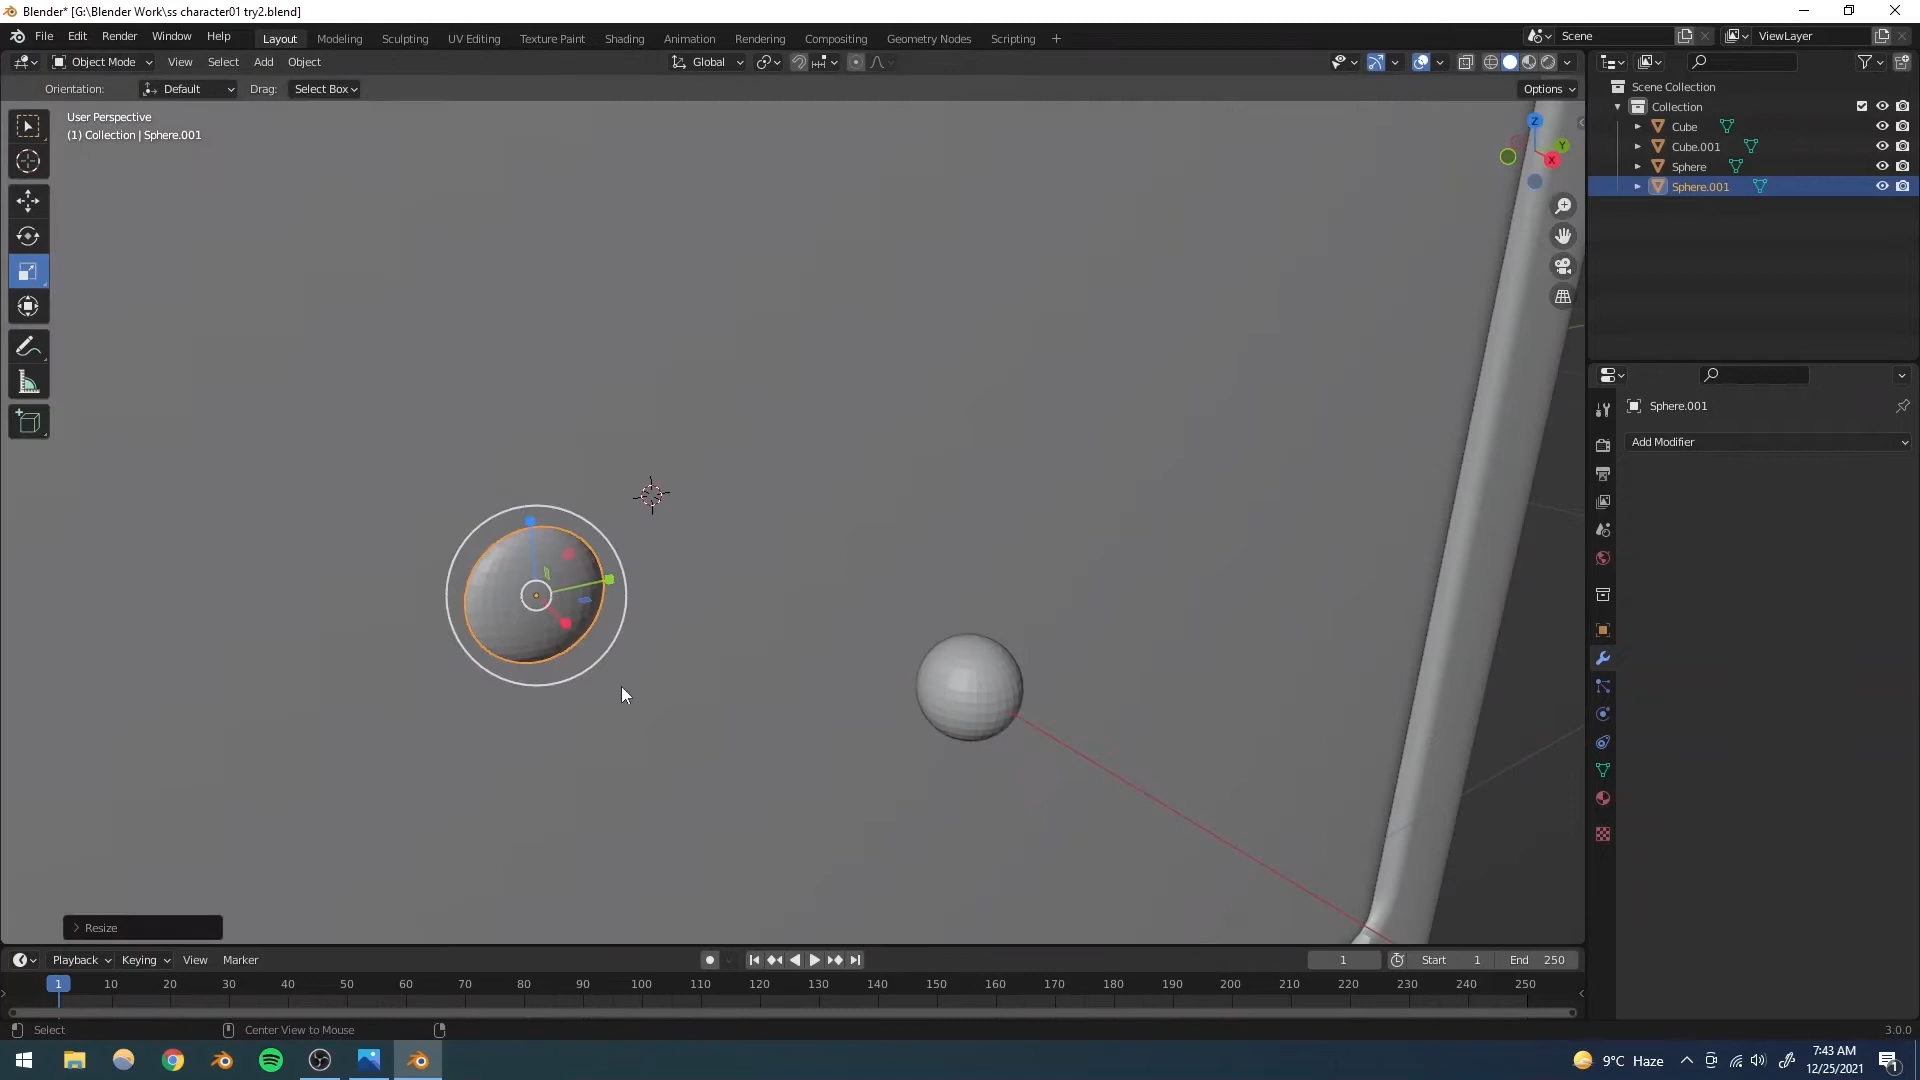 Blender* [G:\Blender Work\ss character01 try2.blend]
File Edit Render Window Help Layout Modeling Sculpting UV Editing Texture Paint Shading Animation Rendering Compositing Geometry Nodes Scripting + Scene ViewLayer
Object Mode View Select Add Object Global
Orientation: Default Drag: Select Box Options
User Perspective
(1) Collection | Sphere.001
Z
Y
X
Scene Collection
Collection
Cube
Cube.001
Sphere
Sphere.001
Sphere.001
Add Modifier
Resize
Playback Keying View Marker 1 Start 1 End 250
1 10 20 30 40 50 60 70 80 90 100 110 120 130 140 150 160 170 180 190 200 210 220 230 240 250
Select Center View to Mouse 3.0.0
9°C Haze 7:43 AM
12/25/2021
1